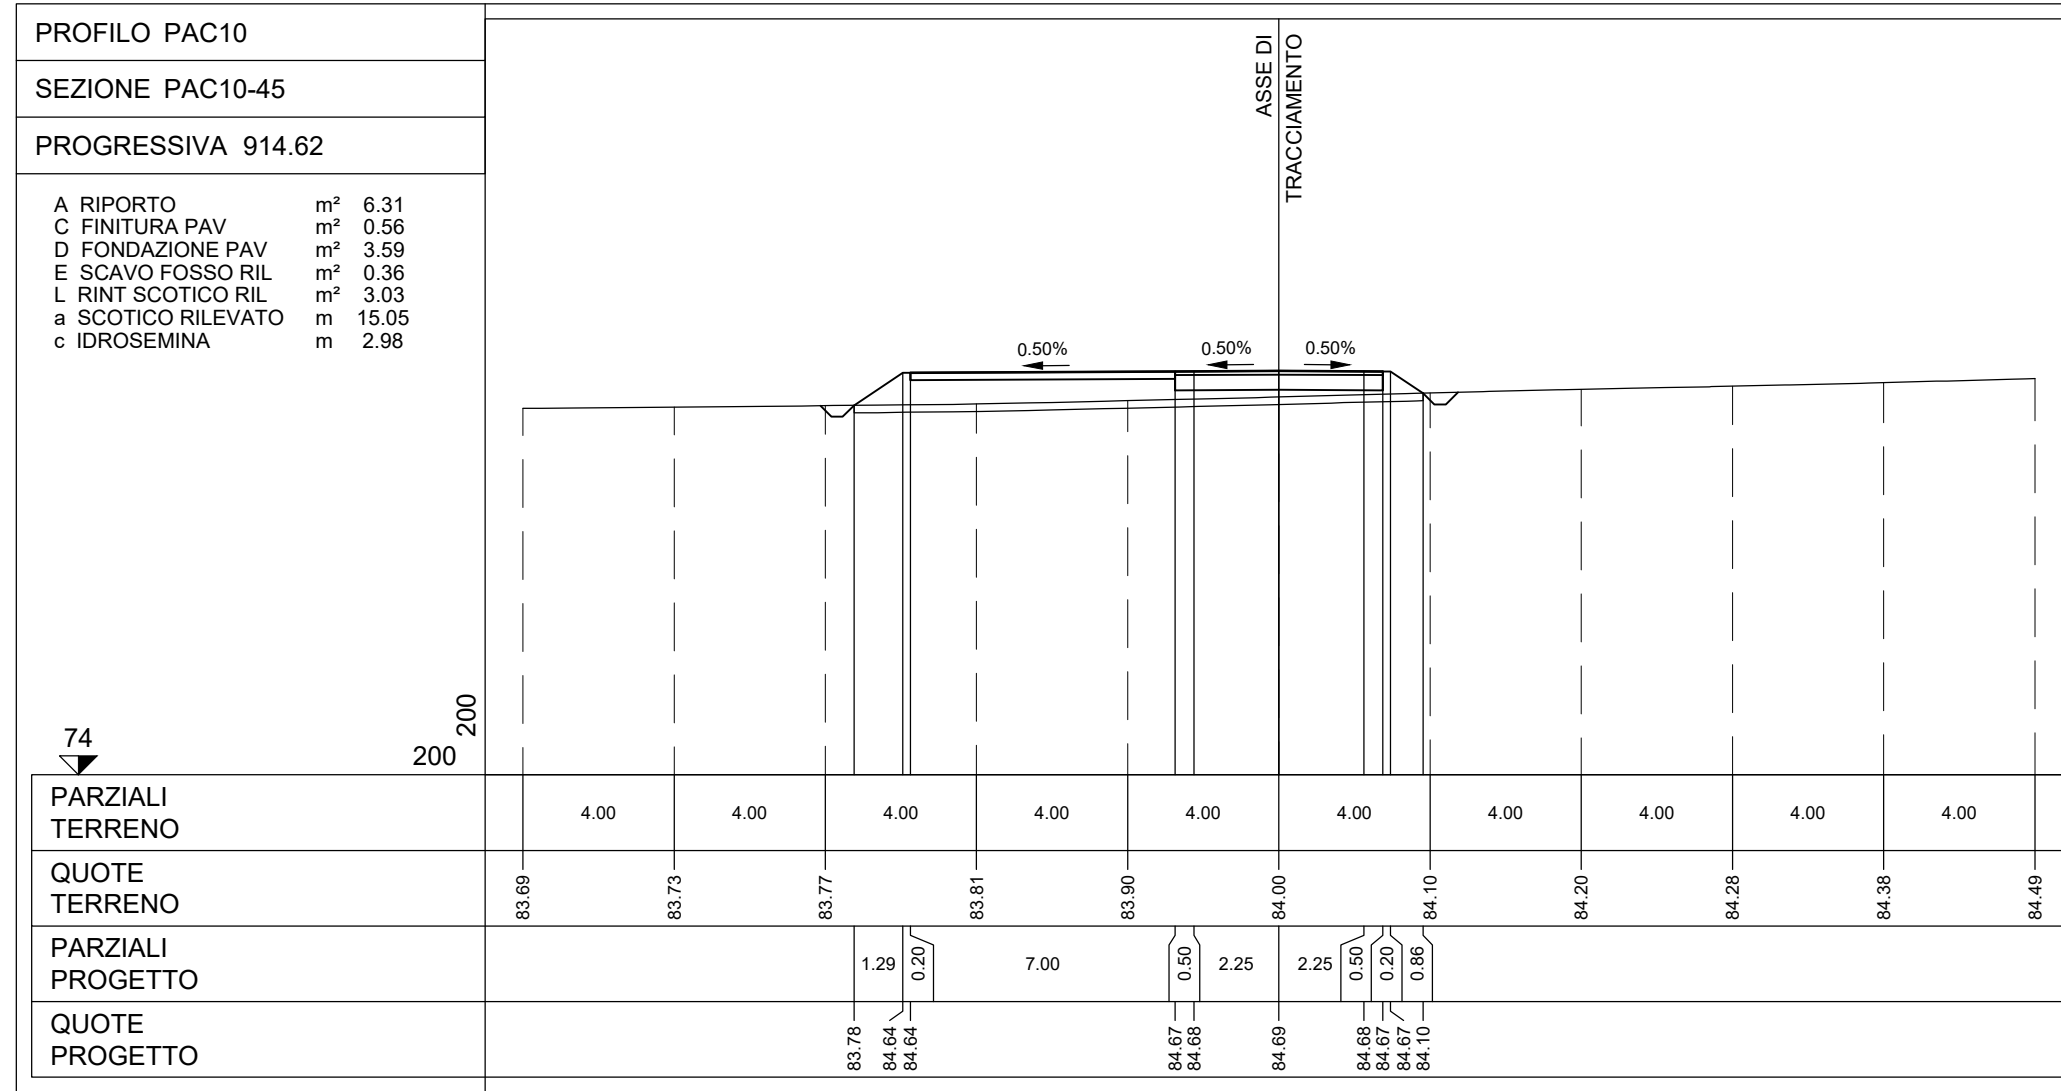 PROFILO PAC10
SEZIONE PAC10-45
PROGRESSIVA 914.62
A RIPORTO m² 6.31
C FINITURA PAV m² 0.56
D FONDAZIONE PAV m² 3.59
E SCAVO FOSSO RIL m² 0.36
L RINT SCOTICO RIL m² 3.03
a SCOTICO RILEVATO m 15.05
c IDROSEMINA m 2.98
ASSE DI
TRACCIAMENTO
0.50% 0.50% 0.50%
74
200
200
PARZIALI
TERRENO
4.00 4.00 4.00 4.00 4.00 4.00 4.00 4.00 4.00 4.00
QUOTE
TERRENO
83.69 83.73 83.77 83.81 83.90 84.00 84.10 84.20 84.28 84.38 84.49
PARZIALI
PROGETTO
1.29 0.20 7.00 0.50 2.25 2.25 0.50 0.20 0.86
QUOTE
PROGETTO
83.78 84.64 84.64 84.67 84.68 84.69 84.68 84.67 84.67 84.10